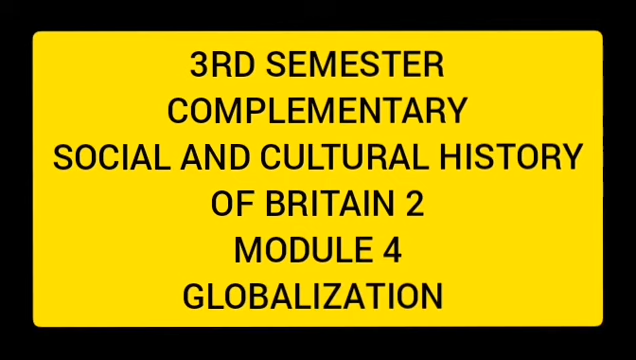 3RD SEMESTER
COMPLEMENTARY
SOCIAL AND CULTURAL HISTORY
OF BRITAIN 2
MODULE 4
GLOBALIZATION